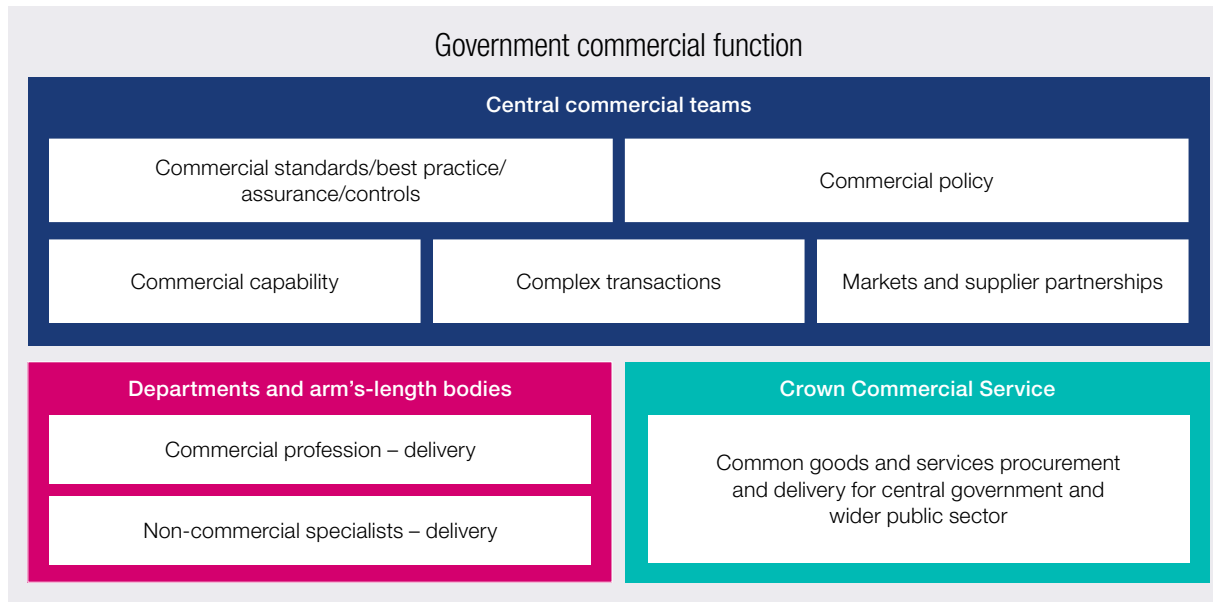 Government commercial function
Central commercial teams
Commercial standards/best practice/
assurance/controls
Commercial policy
Commercial capability
Complex transactions
Markets and supplier partnerships
Departments and arm’s-length bodies
Commercial profession – delivery
Non-commercial specialists – delivery
Crown Commercial Service
Common goods and services procurement
and delivery for central government and
wider public sector